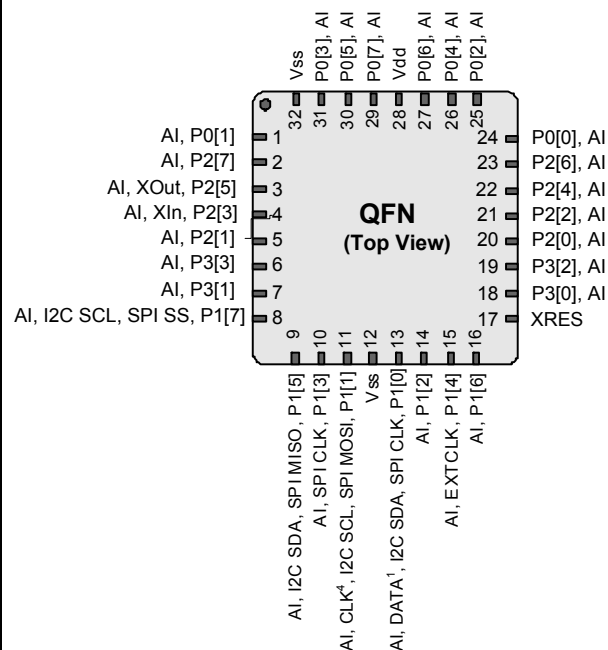 Vss
P0[3], AI
P0[5], AI
P0[7], AI
Vdd
P0[6], AI
P0[4], AI
P0[2], AI
32
31
30
29
28
27
26
25
AI, P0[1]
1
AI, P2[7]
2
AI, XOut, P2[5]
3
AI, XIn, P2[3]
4
AI, P2[1]
5
AI, P3[3]
6
AI, P3[1]
7
AI, I2C SCL, SPI SS, P1[7]
8
QFN
(Top View)
24
P0[0], AI
23
P2[6], AI
22
P2[4], AI
21
P2[2], AI
20
P2[0], AI
19
P3[2], AI
18
P3[0], AI
17
XRES
9
10
11
12
13
14
15
16
AI, I2C SDA, SPI MISO, P1[5]
AI, SPI CLK, P1[3]
AI, CLK⁴, I2C SCL, SPI MOSI, P1[1]
Vss
AI, DATA¹, I2C SDA, SPI CLK, P1[0]
AI, P1[2]
AI, EXTCLK, P1[4]
AI, P1[6]